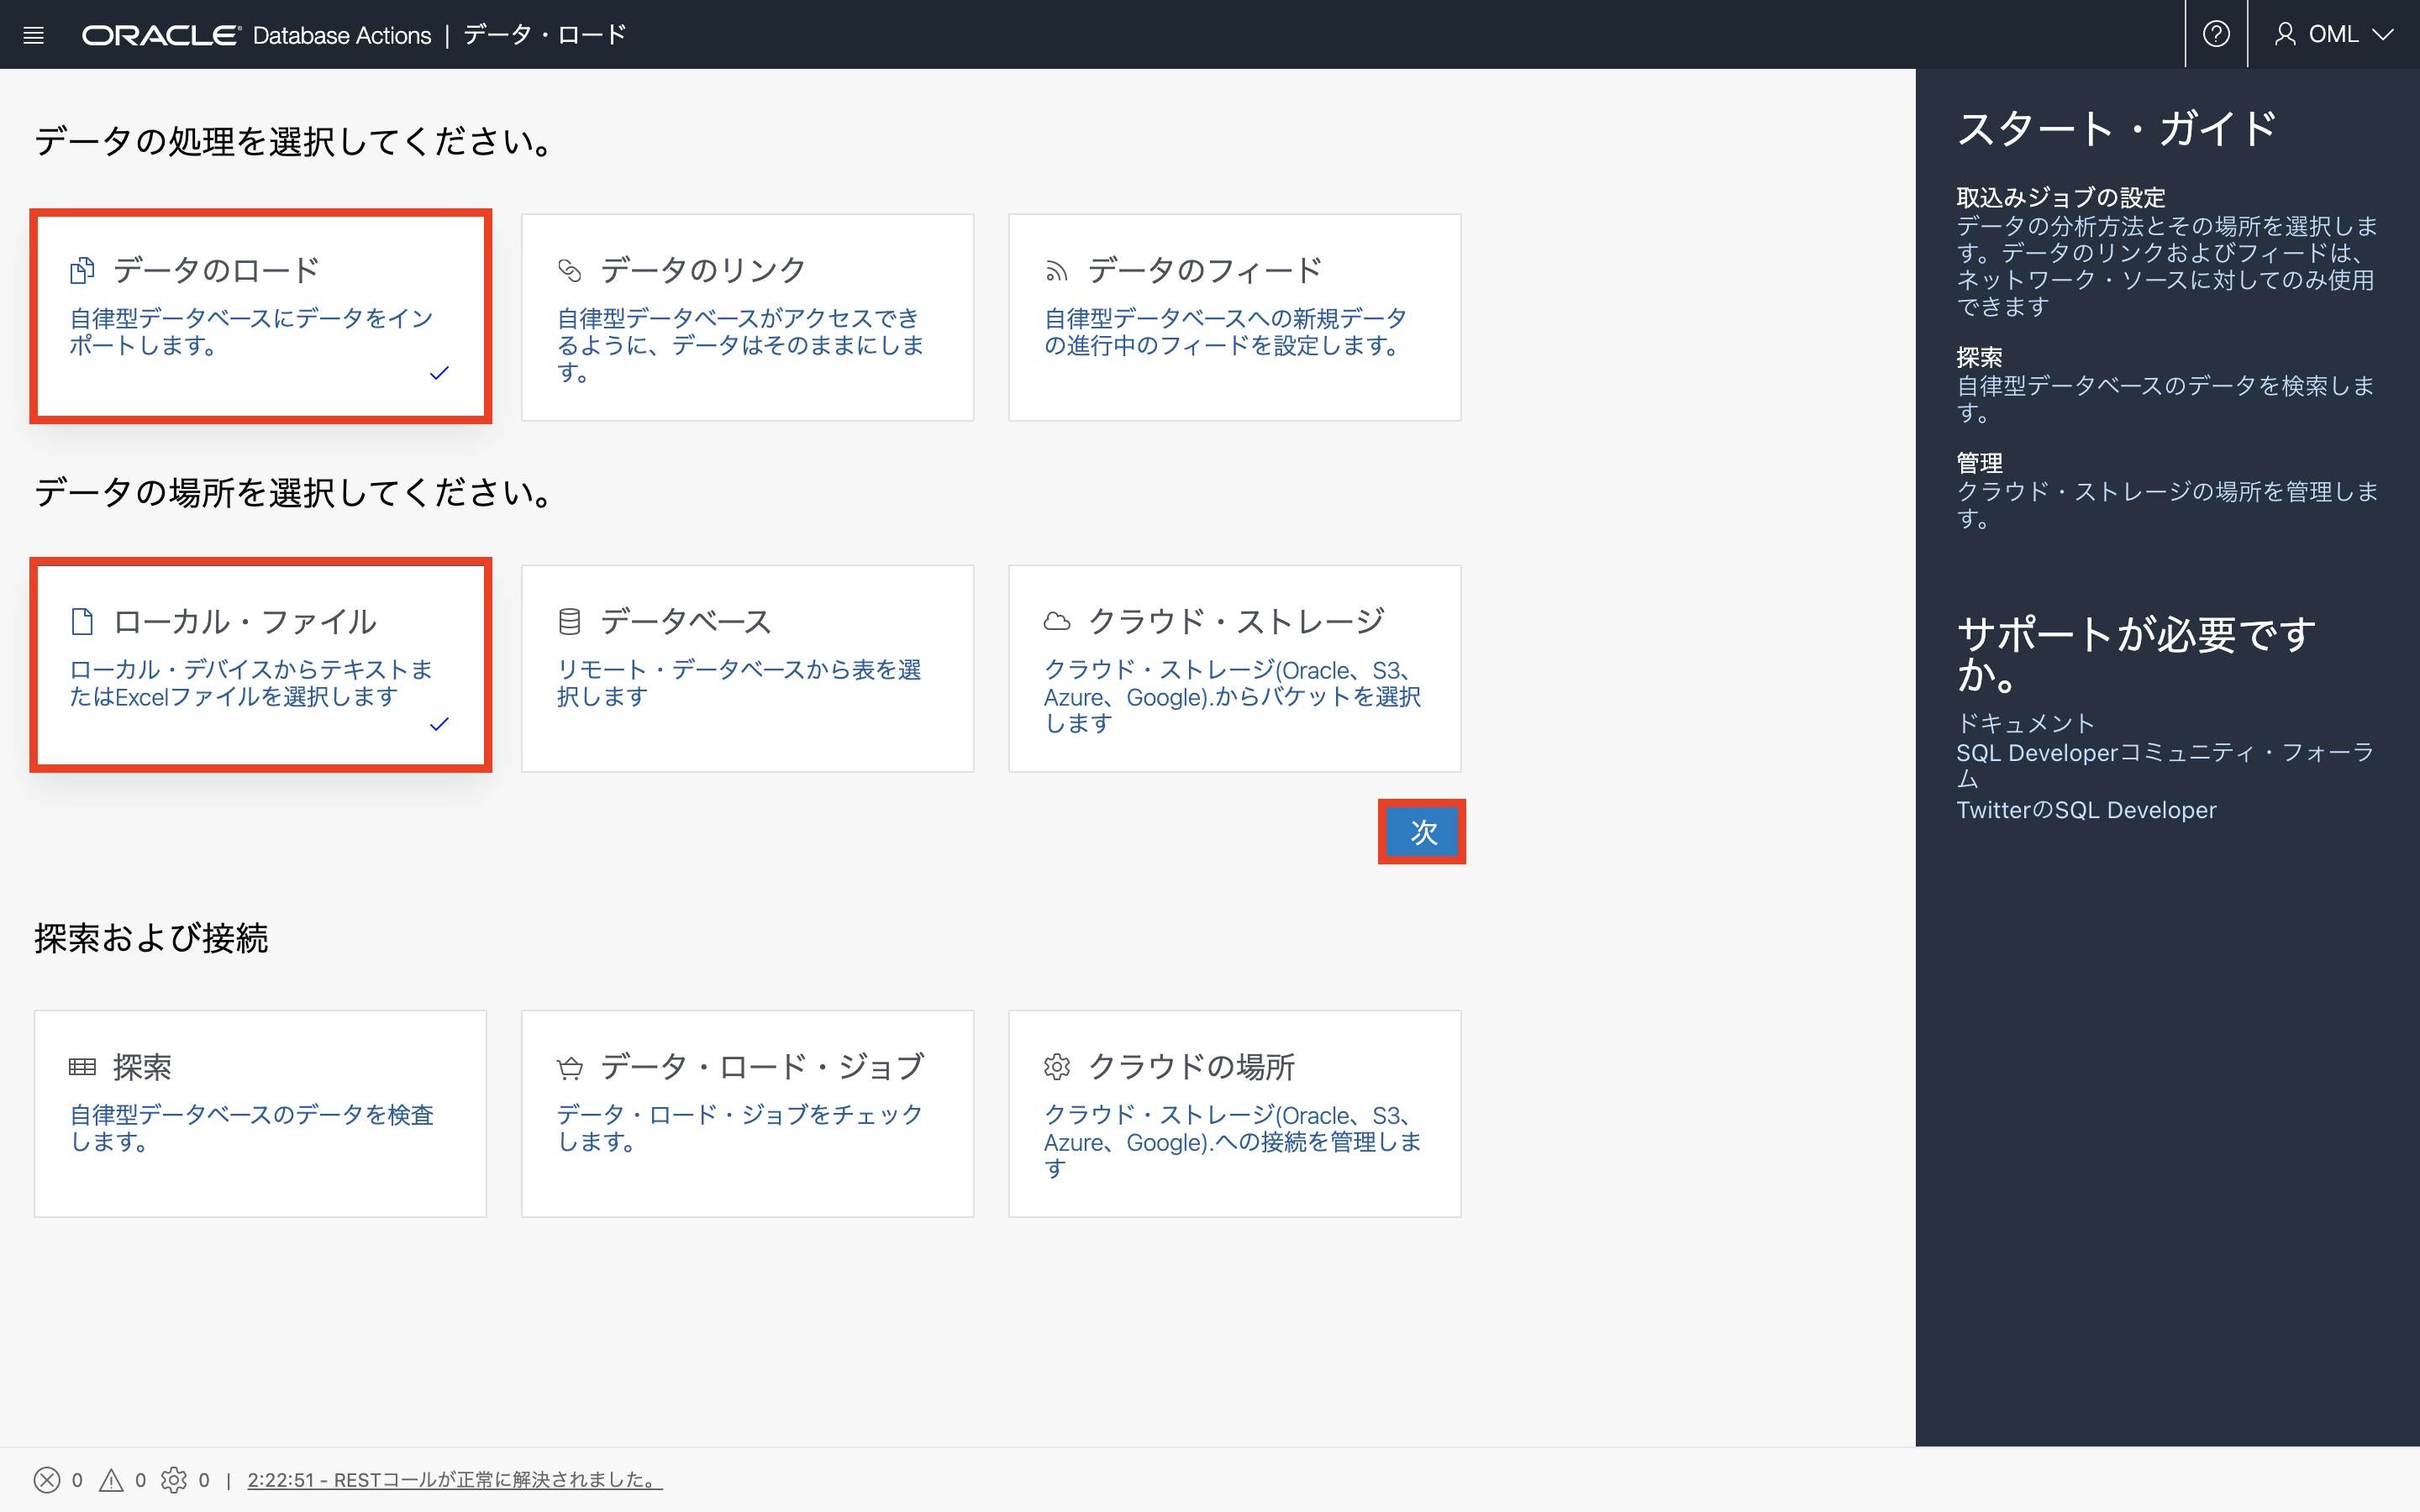 ORACLE Database Actions | データ・ロード
OML
データの処理を選択してください。
データのロード
自律型データベースにデータをイン
ポートします。
データのリンク
自律型データベースがアクセスでき
るように、データはそのままにしま
す。
データのフィード
自律型データベースへの新規データ
の進行中のフィードを設定します。
データの場所を選択してください。
ローカル・ファイル
ローカル・デバイスからテキストま
たはExcelファイルを選択します
データベース
リモート・データベースから表を選
択します
クラウド・ストレージ
クラウド・ストレージ(Oracle、S3、
Azure、Google).からバケットを選択
します
次
探索および接続
探索
自律型データベースのデータを検査
します。
データ・ロード・ジョブ
データ・ロード・ジョブをチェック
します。
クラウドの場所
クラウド・ストレージ(Oracle、S3、
Azure、Google).への接続を管理しま
す
スタート・ガイド
取込みジョブの設定
データの分析方法とその場所を選択しま
す。データのリンクおよびフィードは、
ネットワーク・ソースに対してのみ使用
できます
探索
自律型データベースのデータを検索しま
す。
管理
クラウド・ストレージの場所を管理しま
す。
サポートが必要です
か。
ドキュメント
SQL Developerコミュニティ・フォーラ
ム
TwitterのSQL Developer
0 0 0 | 2:22:51 - RESTコールが正常に解決されました。